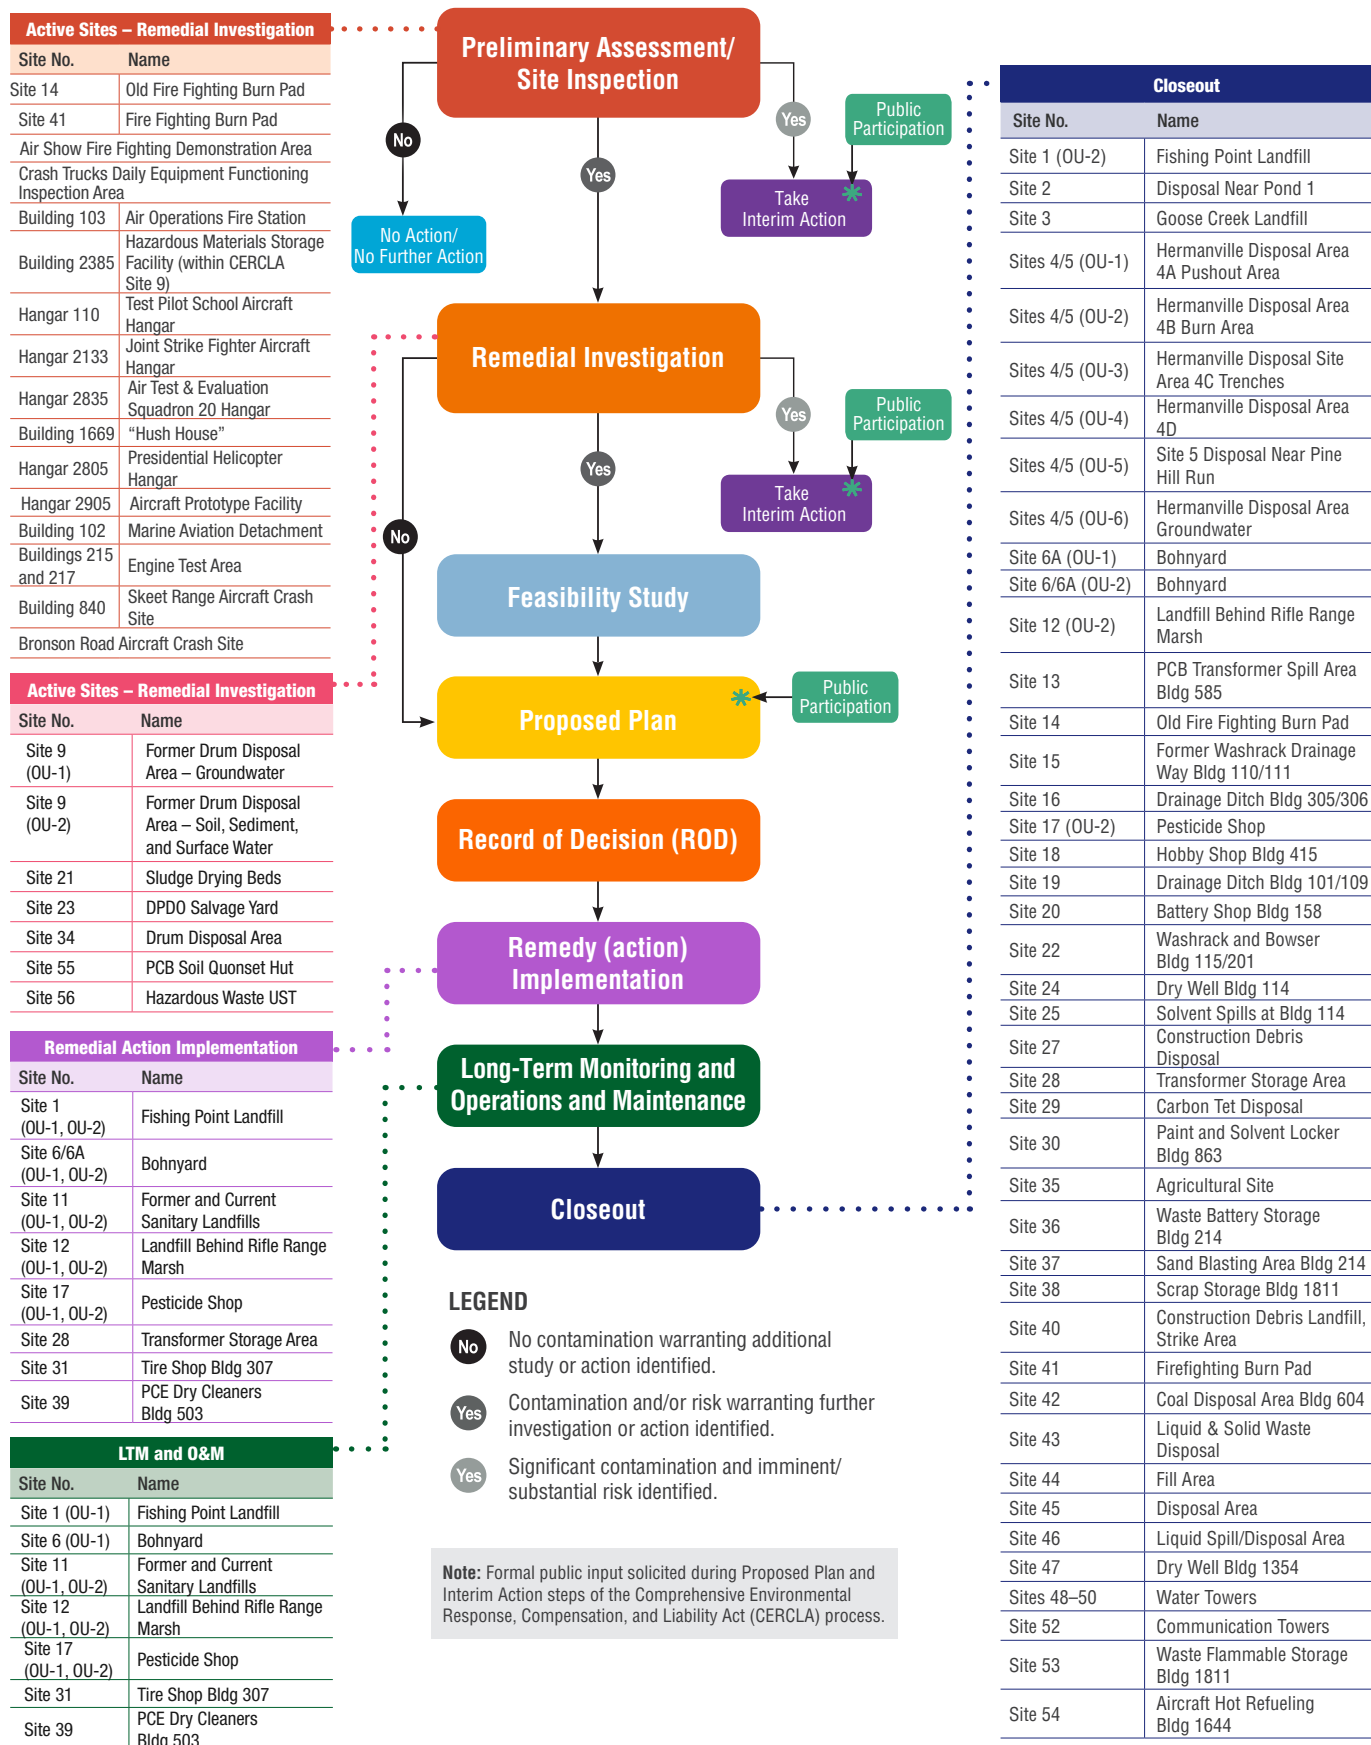 Active Sites – Remedial Investigation
Site No. Name
Site 14 Old Fire Fighting Burn Pad
Site 41 Fire Fighting Burn Pad
Air Show Fire Fighting Demonstration Area
Crash Trucks Daily Equipment Functioning
Inspection Area
Building 103 Air Operations Fire Station
Building 2385 Hazardous Materials Storage
Facility (within CERCLA
Site 9)
Hangar 110 Test Pilot School Aircraft
Hangar
Hangar 2133 Joint Strike Fighter Aircraft
Hangar
Hangar 2835 Air Test & Evaluation
Squadron 20 Hangar
Building 1669 “Hush House”
Hangar 2805 Presidential Helicopter
Hangar
Hangar 2905 Aircraft Prototype Facility
Building 102 Marine Aviation Detachment
Buildings 215
and 217 Engine Test Area
Building 840 Skeet Range Aircraft Crash
Site
Bronson Road Aircraft Crash Site
Active Sites – Remedial Investigation
Site No. Name
Site 9
(OU-1) Former Drum Disposal
Area – Groundwater
Site 9
(OU-2) Former Drum Disposal
Area – Soil, Sediment,
and Surface Water
Site 21 Sludge Drying Beds
Site 23 DPDO Salvage Yard
Site 34 Drum Disposal Area
Site 55 PCB Soil Quonset Hut
Site 56 Hazardous Waste UST
Remedial Action Implementation
Site No. Name
Site 1
(OU-1, OU-2) Fishing Point Landfill
Site 6/6A
(OU-1, OU-2) Bohnyard
Site 11
(OU-1, OU-2) Former and Current
Sanitary Landfills
Site 12
(OU-1, OU-2) Landfill Behind Rifle Range
Marsh
Site 17
(OU-1, OU-2) Pesticide Shop
Site 28 Transformer Storage Area
Site 31 Tire Shop Bldg 307
Site 39 PCE Dry Cleaners
Bldg 503
LTM and O&M
Site No. Name
Site 1 (OU-1) Fishing Point Landfill
Site 6 (OU-1) Bohnyard
Site 11
(OU-1, OU-2) Former and Current
Sanitary Landfills
Site 12
(OU-1, OU-2) Landfill Behind Rifle Range
Marsh
Site 17
(OU-1, OU-2) Pesticide Shop
Site 31 Tire Shop Bldg 307
Site 39 PCE Dry Cleaners
Bldg 503
Preliminary Assessment/
Site Inspection
No
Yes
Yes
Public
Participation
No Action/
No Further Action
Take
Interim Action
Remedial Investigation
No
Yes
Yes
Public
Participation
Take
Interim Action
Feasibility Study
Proposed Plan
Public
Participation
Record of Decision (ROD)
Remedy (action)
Implementation
Long-Term Monitoring and
Operations and Maintenance
Closeout
LEGEND
No No contamination warranting additional
study or action identified.
Yes Contamination and/or risk warranting further
investigation or action identified.
Yes Significant contamination and imminent/
substantial risk identified.
Note: Formal public input solicited during Proposed Plan and
Interim Action steps of the Comprehensive Environmental
Response, Compensation, and Liability Act (CERCLA) process.
Closeout
Site No. Name
Site 1 (OU-2) Fishing Point Landfill
Site 2 Disposal Near Pond 1
Site 3 Goose Creek Landfill
Sites 4/5 (OU-1) Hermanville Disposal Area
4A Pushout Area
Sites 4/5 (OU-2) Hermanville Disposal Area
4B Burn Area
Sites 4/5 (OU-3) Hermanville Disposal Site
Area 4C Trenches
Sites 4/5 (OU-4) Hermanville Disposal Area
4D
Sites 4/5 (OU-5) Site 5 Disposal Near Pine
Hill Run
Sites 4/5 (OU-6) Hermanville Disposal Area
Groundwater
Site 6A (OU-1) Bohnyard
Site 6/6A (OU-2) Bohnyard
Site 12 (OU-2) Landfill Behind Rifle Range
Marsh
Site 13 PCB Transformer Spill Area
Bldg 585
Site 14 Old Fire Fighting Burn Pad
Site 15 Former Washrack Drainage
Way Bldg 110/111
Site 16 Drainage Ditch Bldg 305/306
Site 17 (OU-2) Pesticide Shop
Site 18 Hobby Shop Bldg 415
Site 19 Drainage Ditch Bldg 101/109
Site 20 Battery Shop Bldg 158
Site 22 Washrack and Bowser
Bldg 115/201
Site 24 Dry Well Bldg 114
Site 25 Solvent Spills at Bldg 114
Site 27 Construction Debris
Disposal
Site 28 Transformer Storage Area
Site 29 Carbon Tet Disposal
Site 30 Paint and Solvent Locker
Bldg 863
Site 35 Agricultural Site
Site 36 Waste Battery Storage
Bldg 214
Site 37 Sand Blasting Area Bldg 214
Site 38 Scrap Storage Bldg 1811
Site 40 Construction Debris Landfill,
Strike Area
Site 41 Firefighting Burn Pad
Site 42 Coal Disposal Area Bldg 604
Site 43 Liquid & Solid Waste
Disposal
Site 44 Fill Area
Site 45 Disposal Area
Site 46 Liquid Spill/Disposal Area
Site 47 Dry Well Bldg 1354
Sites 48–50 Water Towers
Site 52 Communication Towers
Site 53 Waste Flammable Storage
Bldg 1811
Site 54 Aircraft Hot Refueling
Bldg 1644